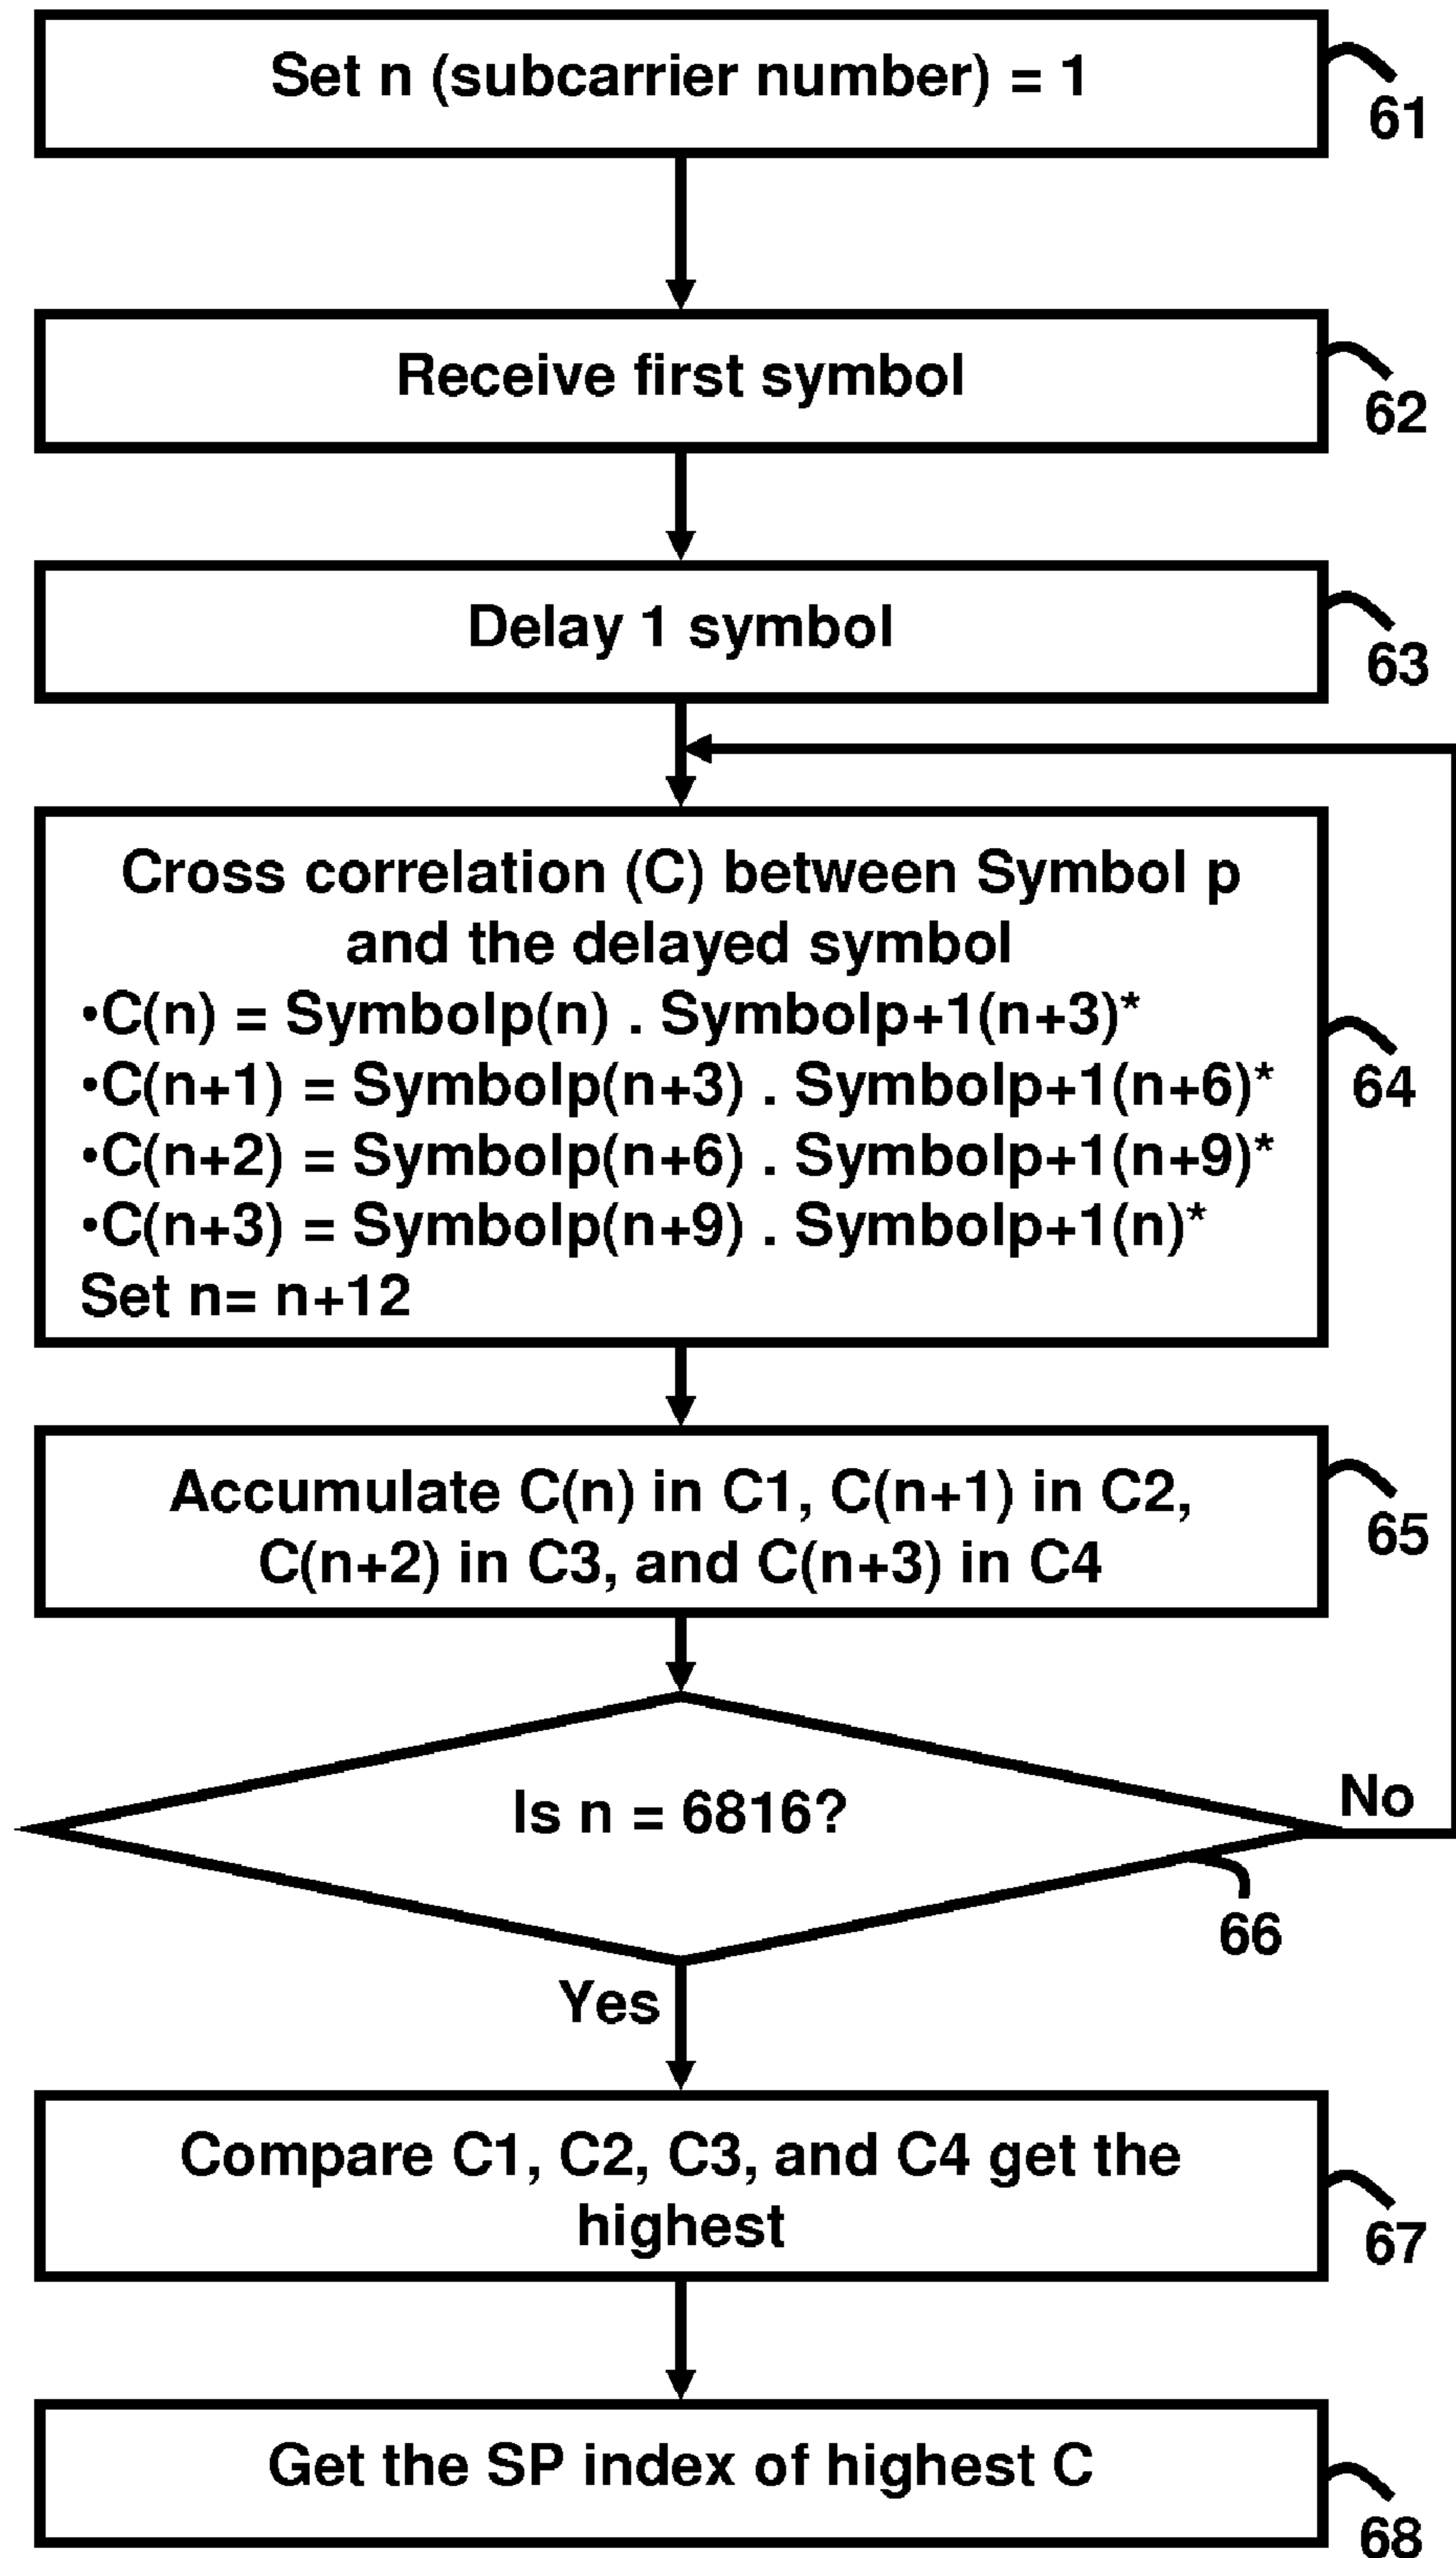 Set n (subcarrier number) = 1
61
Receive first symbol
62
Delay 1 symbol
63
Cross correlation (C) between Symbol p
and the delayed symbol
•C(n) = Symbolp(n) . Symbolp+1(n+3)*
•C(n+1) = Symbolp(n+3) . Symbolp+1(n+6)*
•C(n+2) = Symbolp(n+6) . Symbolp+1(n+9)*
•C(n+3) = Symbolp(n+9) . Symbolp+1(n)*
Set n= n+12
64
Accumulate C(n) in C1, C(n+1) in C2,
C(n+2) in C3, and C(n+3) in C4
65
Is n = 6816?
No
66
Yes
Compare C1, C2, C3, and C4 get the
highest
67
Get the SP index of highest C
68